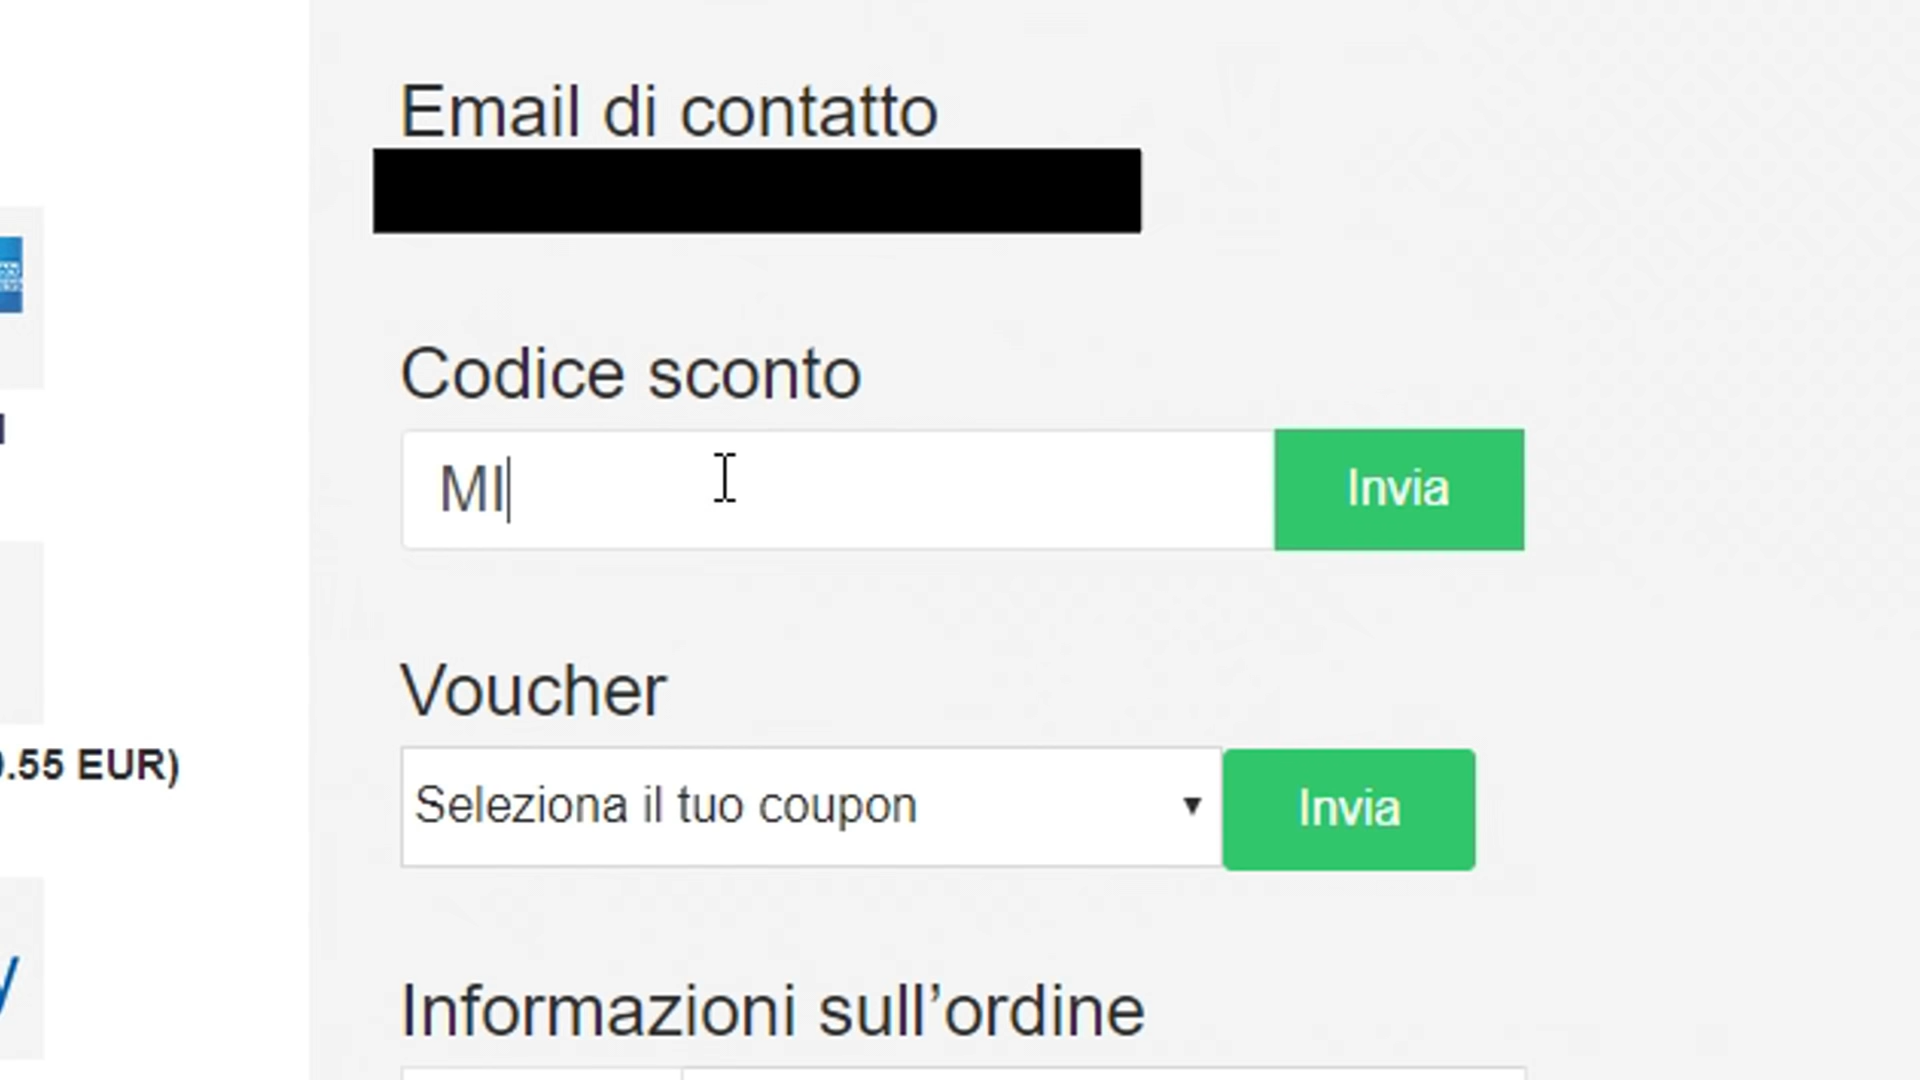 Email di contatto
Codice sconto
MI
Invia
Voucher
Seleziona il tuo coupon
Invia
.55 EUR)
Informazioni sull’ordine